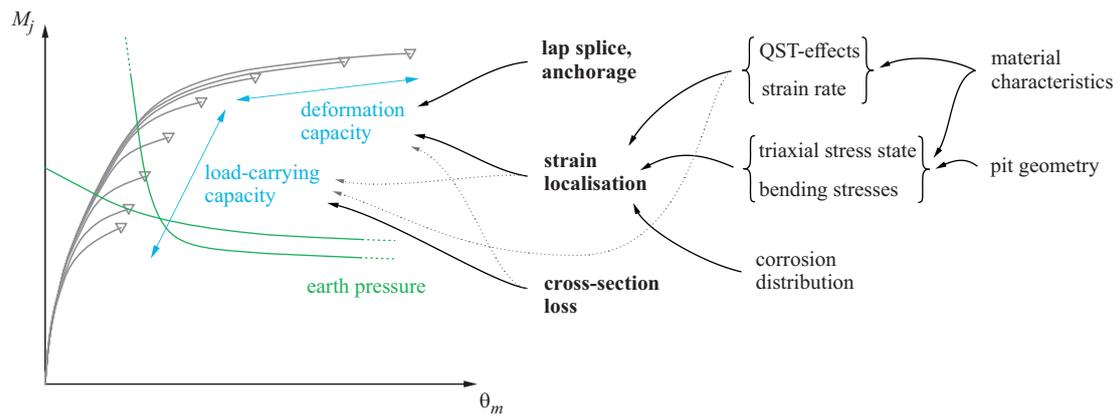 M_j
lap splice,
anchorage
QST-effects
strain rate
material
characteristics
deformation
capacity
triaxial stress state
bending stresses
pit geometry
strain
localisation
load-carrying
capacity
corrosion
distribution
earth pressure
cross-section
loss
θ_m